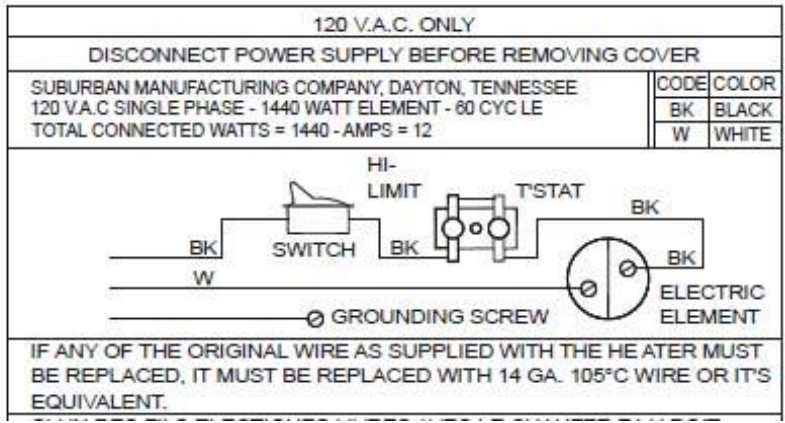 120 V.A.C. ONLY
DISCONNECT POWER SUPPLY BEFORE REMOVING COVER
SUBURBAN MANUFACTURING COMPANY, DAYTON, TENNESSEE
120 V.A.C SINGLE PHASE - 1440 WATT ELEMENT - 60 CYC LE
TOTAL CONNECTED WATTS = 1440 - AMPS = 12
CODE COLOR
BK BLACK
W WHITE
HI-
LIMIT
T'STAT
BK
BK
SWITCH
BK
BK
W
ELECTRIC
ELEMENT
GROUNDING SCREW
IF ANY OF THE ORIGINAL WIRE AS SUPPLIED WITH THE HE ATER MUST
BE REPLACED, IT MUST BE REPLACED WITH 14 GA. 105°C WIRE OR IT'S
EQUIVALENT.